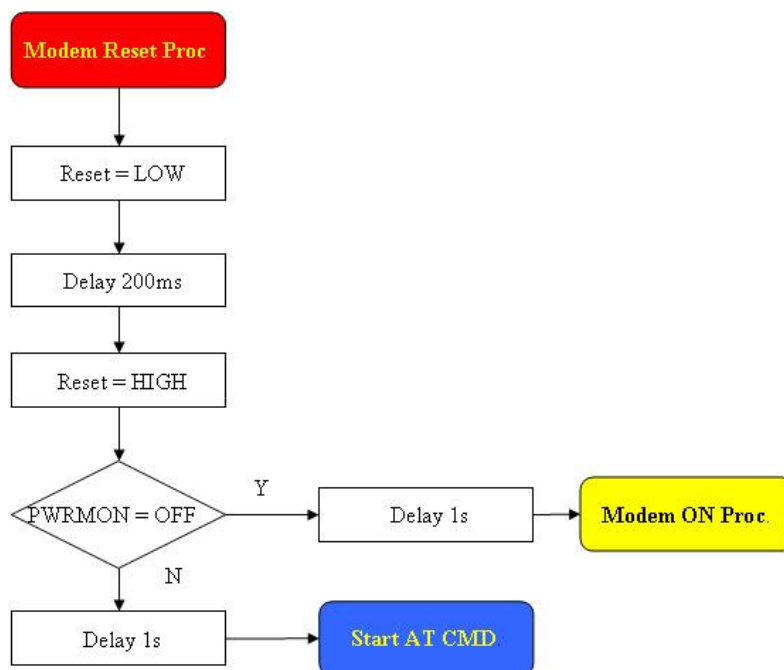 Modem Reset Proc
Reset = LOW
Delay 200ms
Reset = HIGH
PWRMON = OFF
Y
Delay 1s
Modem ON Proc.
N
Delay 1s
Start AT CMD.